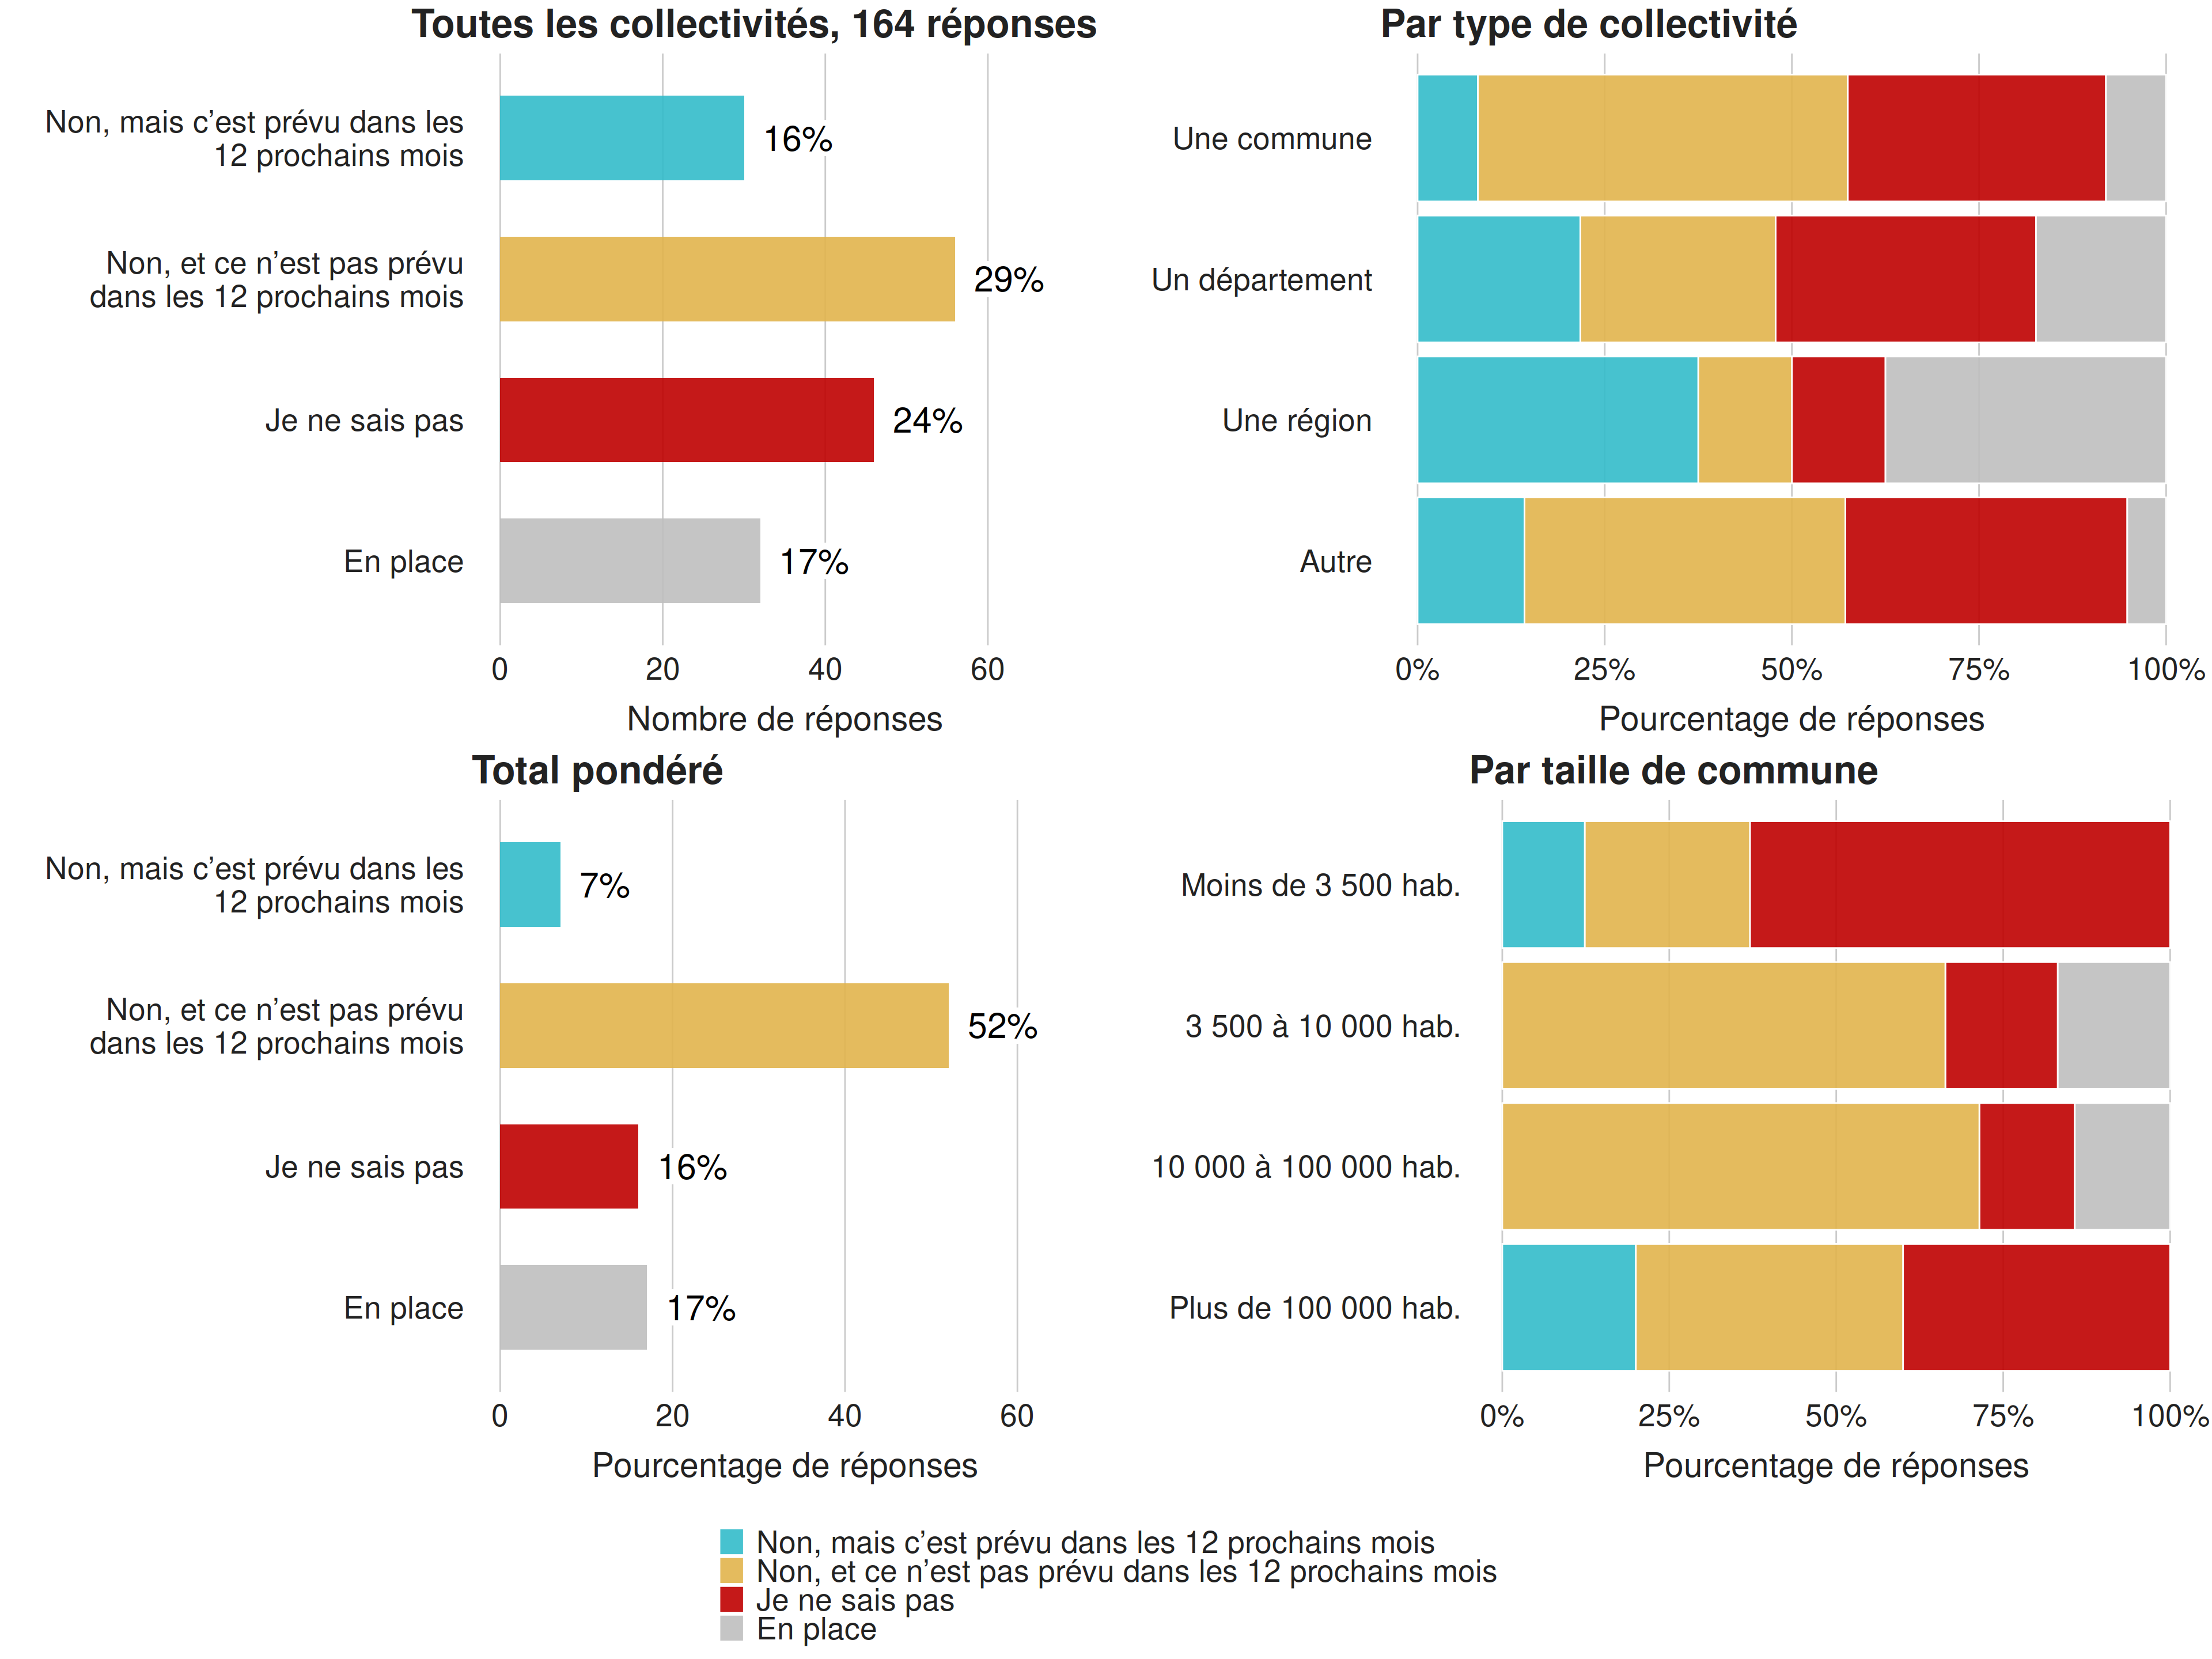 Toutes les collectivités, 164 réponses
Non, mais c’est prévu dans les
12 prochains mois
16%
Non, et ce n’est pas prévu
dans les 12 prochains mois
29%
Je ne sais pas
24%
En place
17%
0 20 40 60
Nombre de réponses
Par type de collectivité
Une commune
Un département
Une région
Autre
0% 25% 50% 75% 100%
Pourcentage de réponses
Total pondéré
Non, mais c’est prévu dans les
12 prochains mois
7%
Non, et ce n’est pas prévu
dans les 12 prochains mois
52%
Je ne sais pas
16%
En place
17%
0 20 40 60
Pourcentage de réponses
Par taille de commune
Moins de 3 500 hab.
3 500 à 10 000 hab.
10 000 à 100 000 hab.
Plus de 100 000 hab.
0% 25% 50% 75% 100%
Pourcentage de réponses
Non, mais c’est prévu dans les 12 prochains mois
Non, et ce n’est pas prévu dans les 12 prochains mois
Je ne sais pas
En place